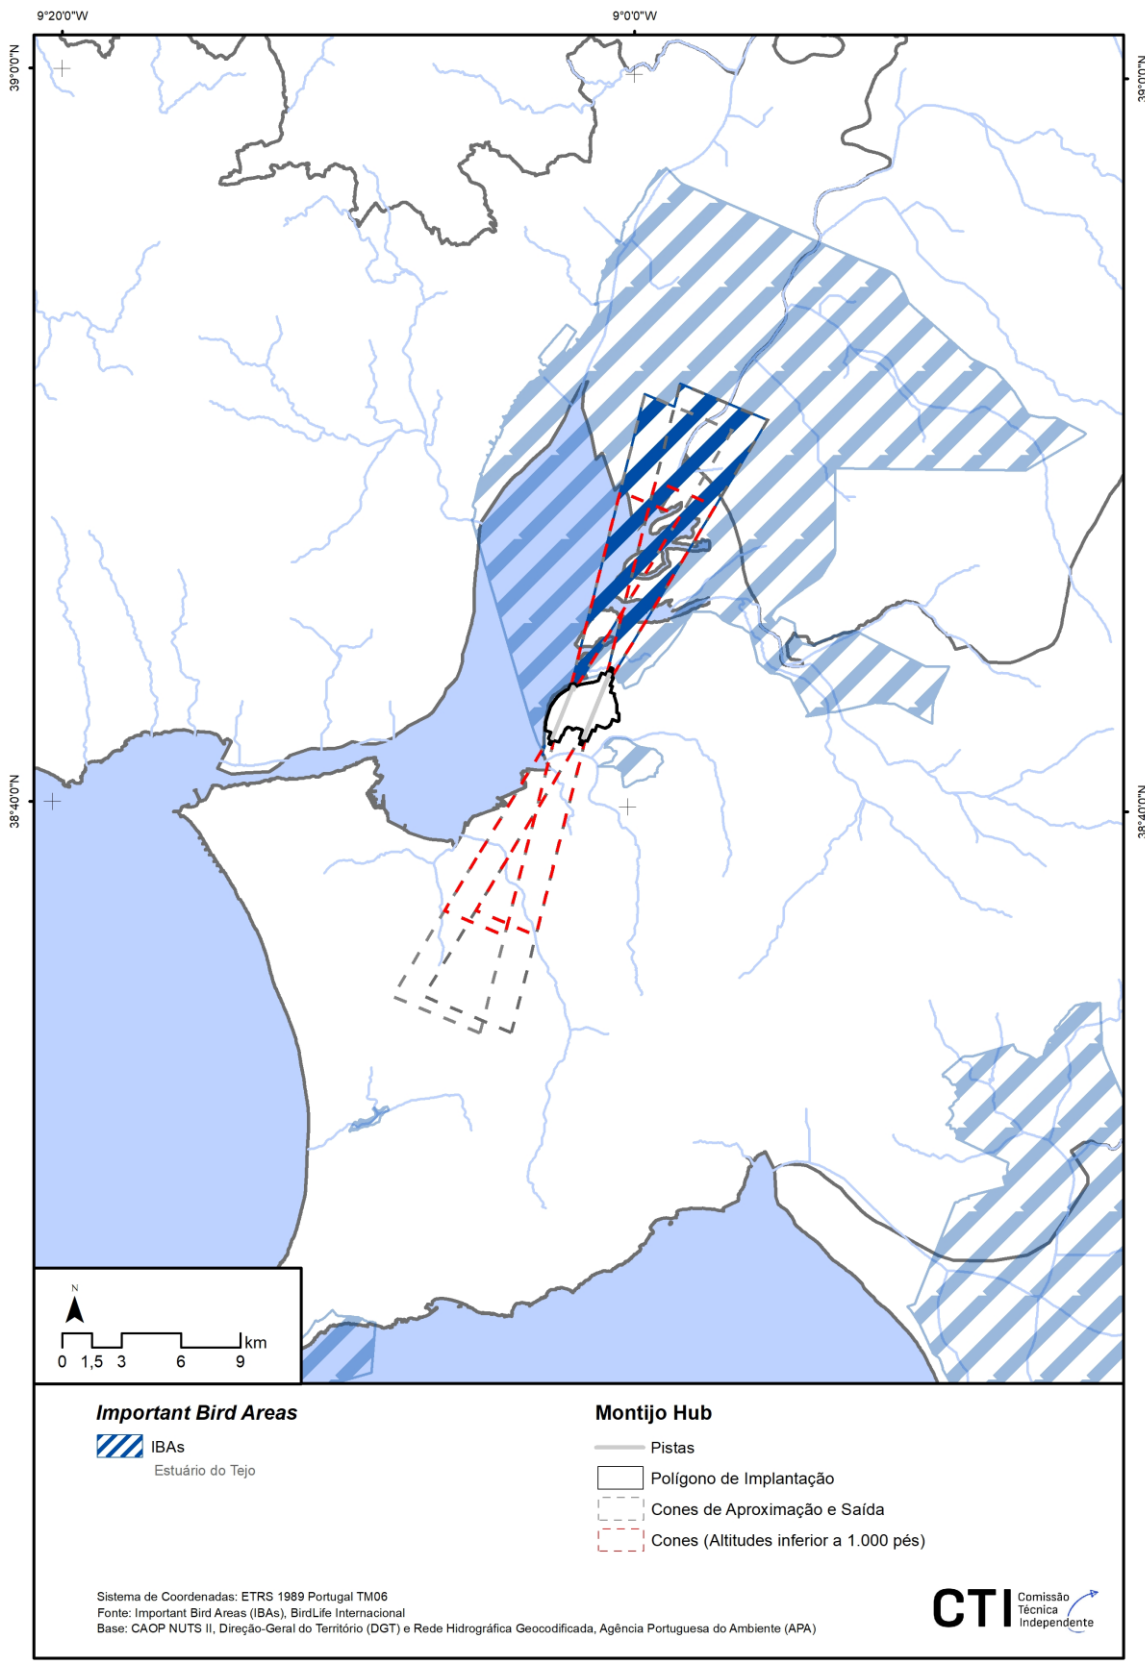 9°20'0"W
9°0'0"W
39°0'0"N
39°0'0"N
38°40'0"N
38°40'0"N
N
km
0 1,5 3 6 9
Important Bird Areas
IBAs
Estuário do Tejo
Montijo Hub
Pistas
Polígono de Implantação
Cones de Aproximação e Saída
Cones (Altitudes inferior a 1.000 pés)
Sistema de Coordenadas: ETRS 1989 Portugal TM06
Fonte: Important Bird Areas (IBAs), BirdLife Internacional
Base: CAOP NUTS II, Direção-Geral do Território (DGT) e Rede Hidrográfica Geocodificada, Agência Portuguesa do Ambiente (APA)
CTI
Comissão
Técnica
Independente